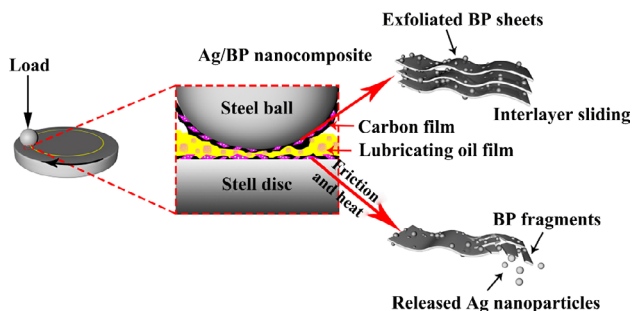 Exfoliated BP sheets
Ag/BP nanocomposite
Load
Steel ball
Interlayer sliding
Carbon film
Lubricating oil film
Stell disc
Friction
and heat
BP fragments
Released Ag nanoparticles